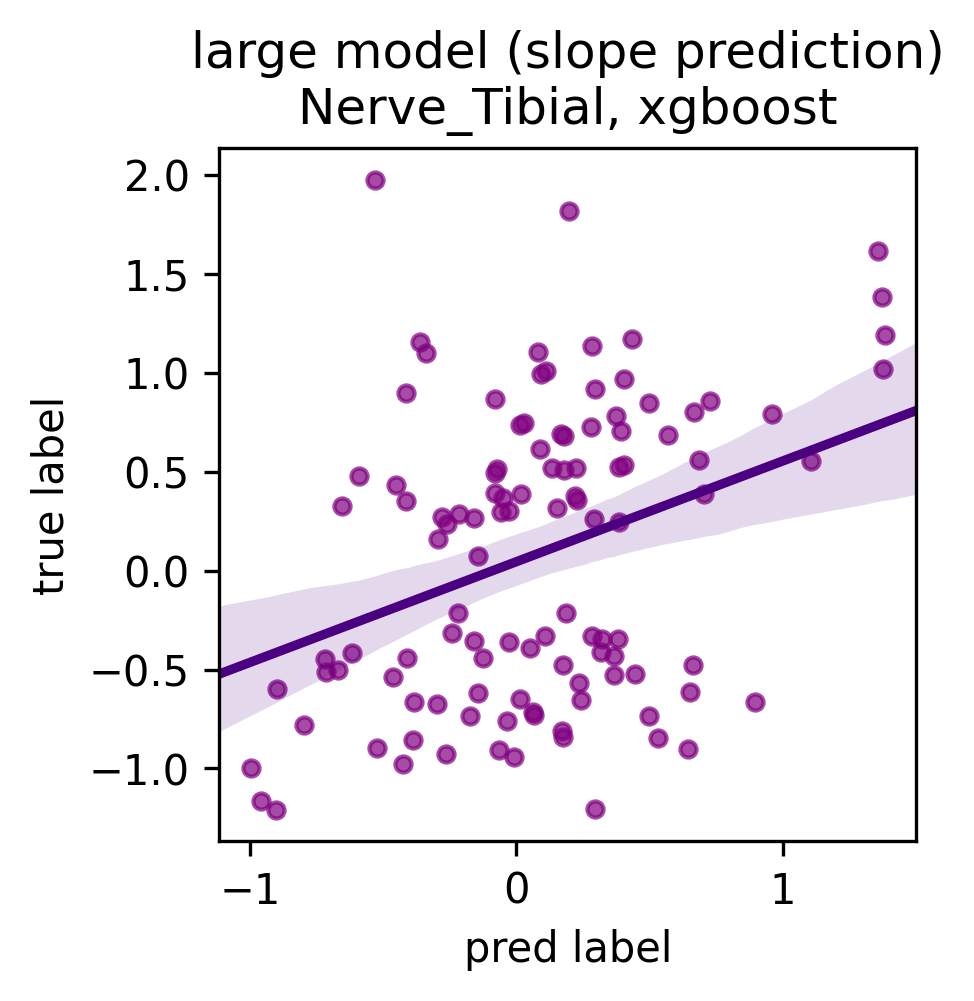 large model (slope prediction)
Nerve_Tibial, xgboost
2.0
1.5
1.0
0.5
0.0
−0.5
−1.0
true label
−1
0
1
pred label